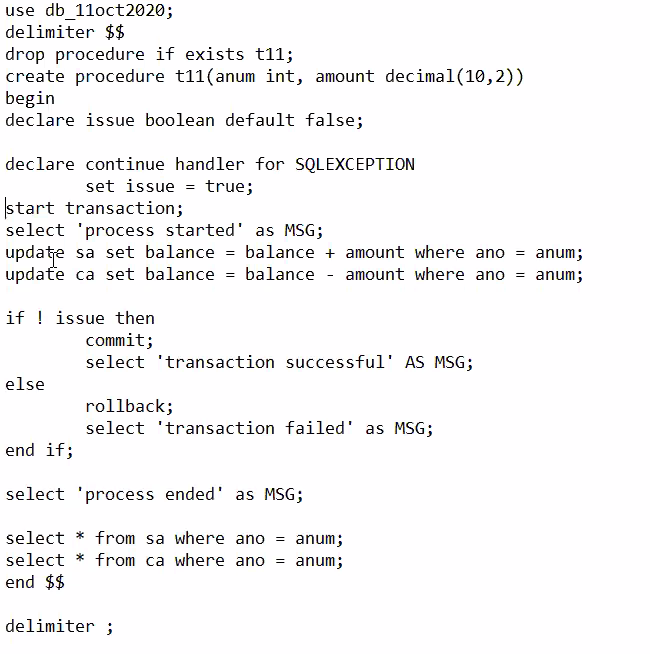 use db_11oct2020;
delimiter $$
drop procedure if exists t11;
create procedure t11(anum int, amount decimal(10,2))
begin
declare issue boolean default false;

declare continue handler for SQLEXCEPTION
        set issue = true;
start transaction;
select 'process started' as MSG;
update sa set balance = balance + amount where ano = anum;
update ca set balance = balance - amount where ano = anum;

if ! issue then
        commit;
        select 'transaction successful' AS MSG;
else
        rollback;
        select 'transaction failed' as MSG;
end if;

select 'process ended' as MSG;

select * from sa where ano = anum;
select * from ca where ano = anum;
end $$

delimiter ;